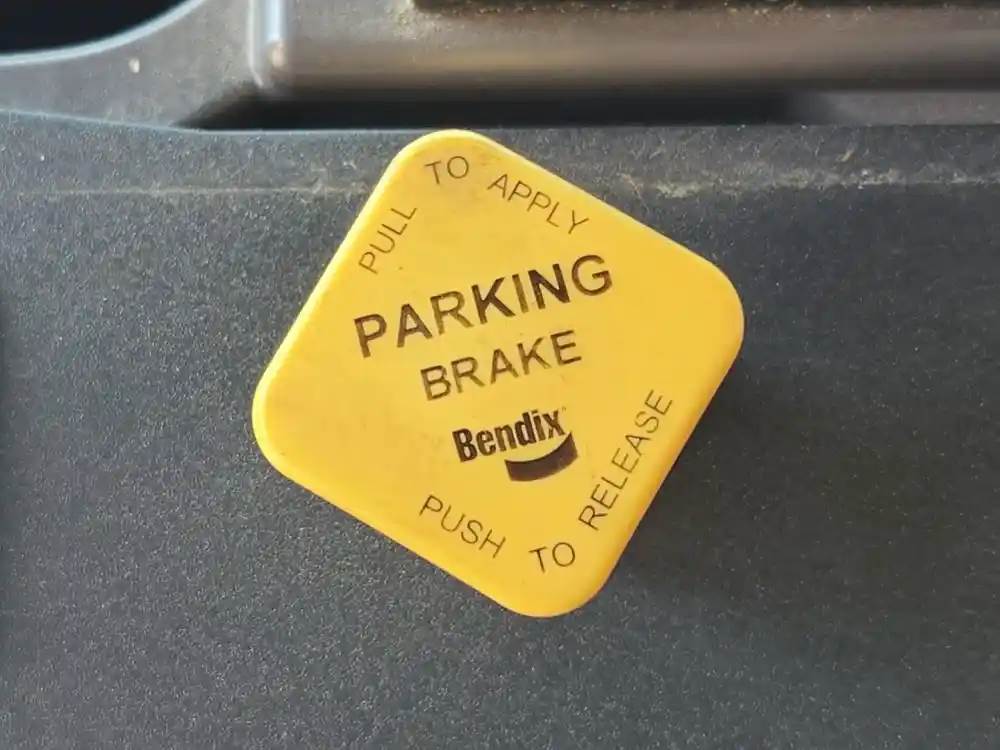 PULL TO APPLY
PARKING
BRAKE
Bendix
PUSH TO RELEASE